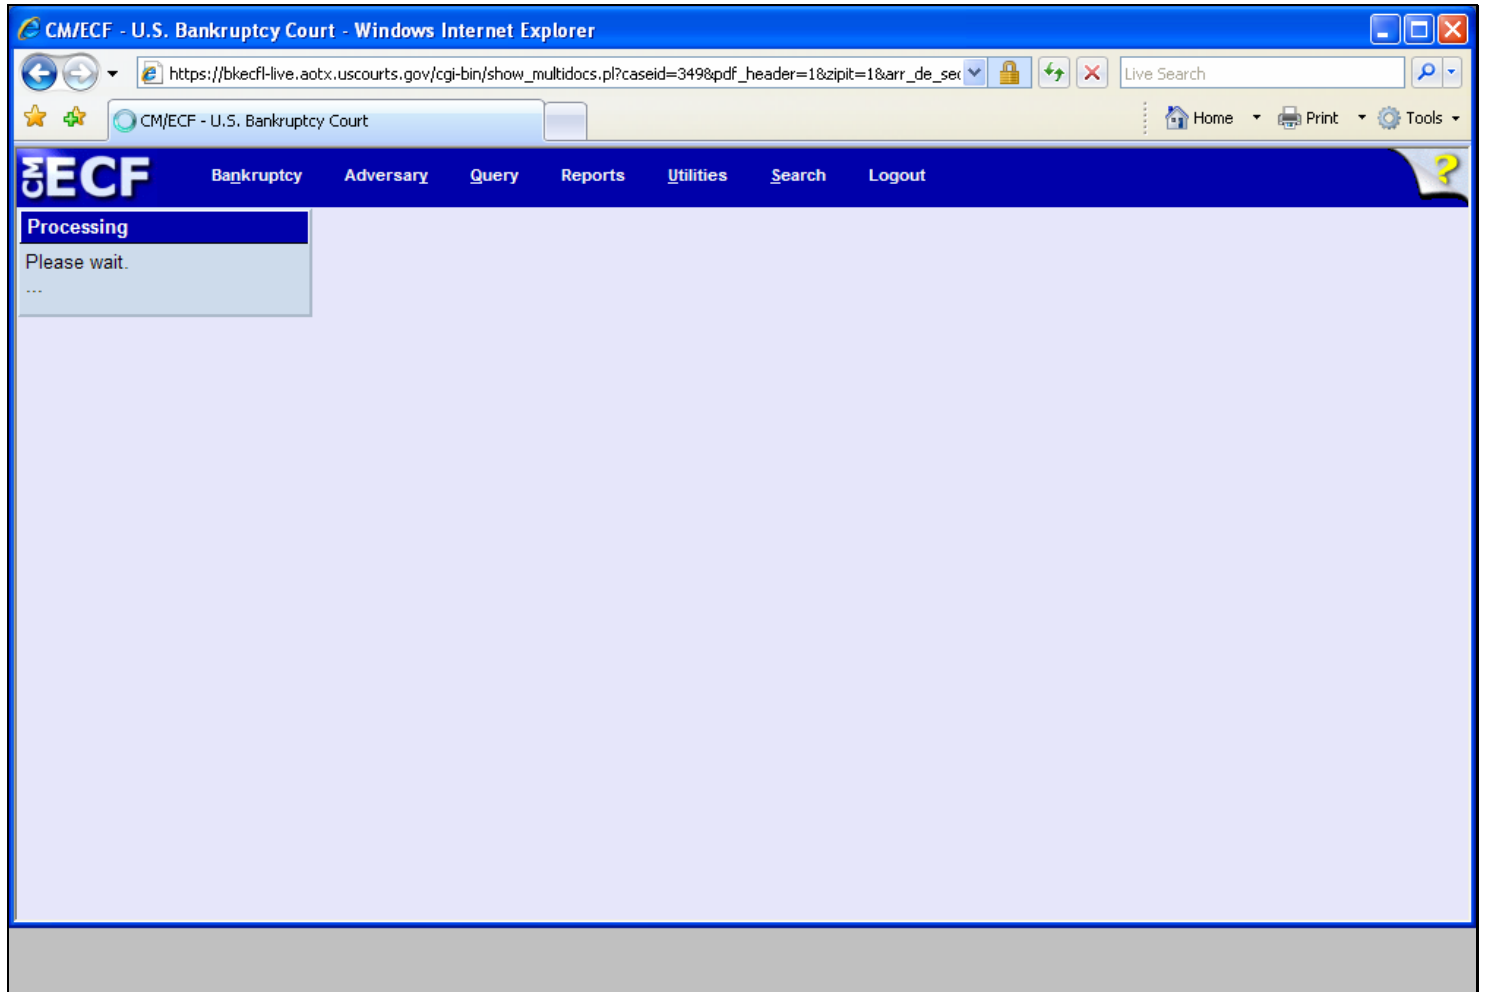 CM/ECF - U.S. Bankruptcy Court - Windows Internet Explorer
https://bkecfl-live.aotx.uscourts.gov/cgi-bin/show_multidocs.pl?caseid=349&pdf_header=1&zipit=1&arr_de_sec Live Search
CM/ECF - U.S. Bankruptcy Court Home Print Tools
CM ECF Bankruptcy Adversary Query Reports Utilities Search Logout ?
Processing
Please wait.
...